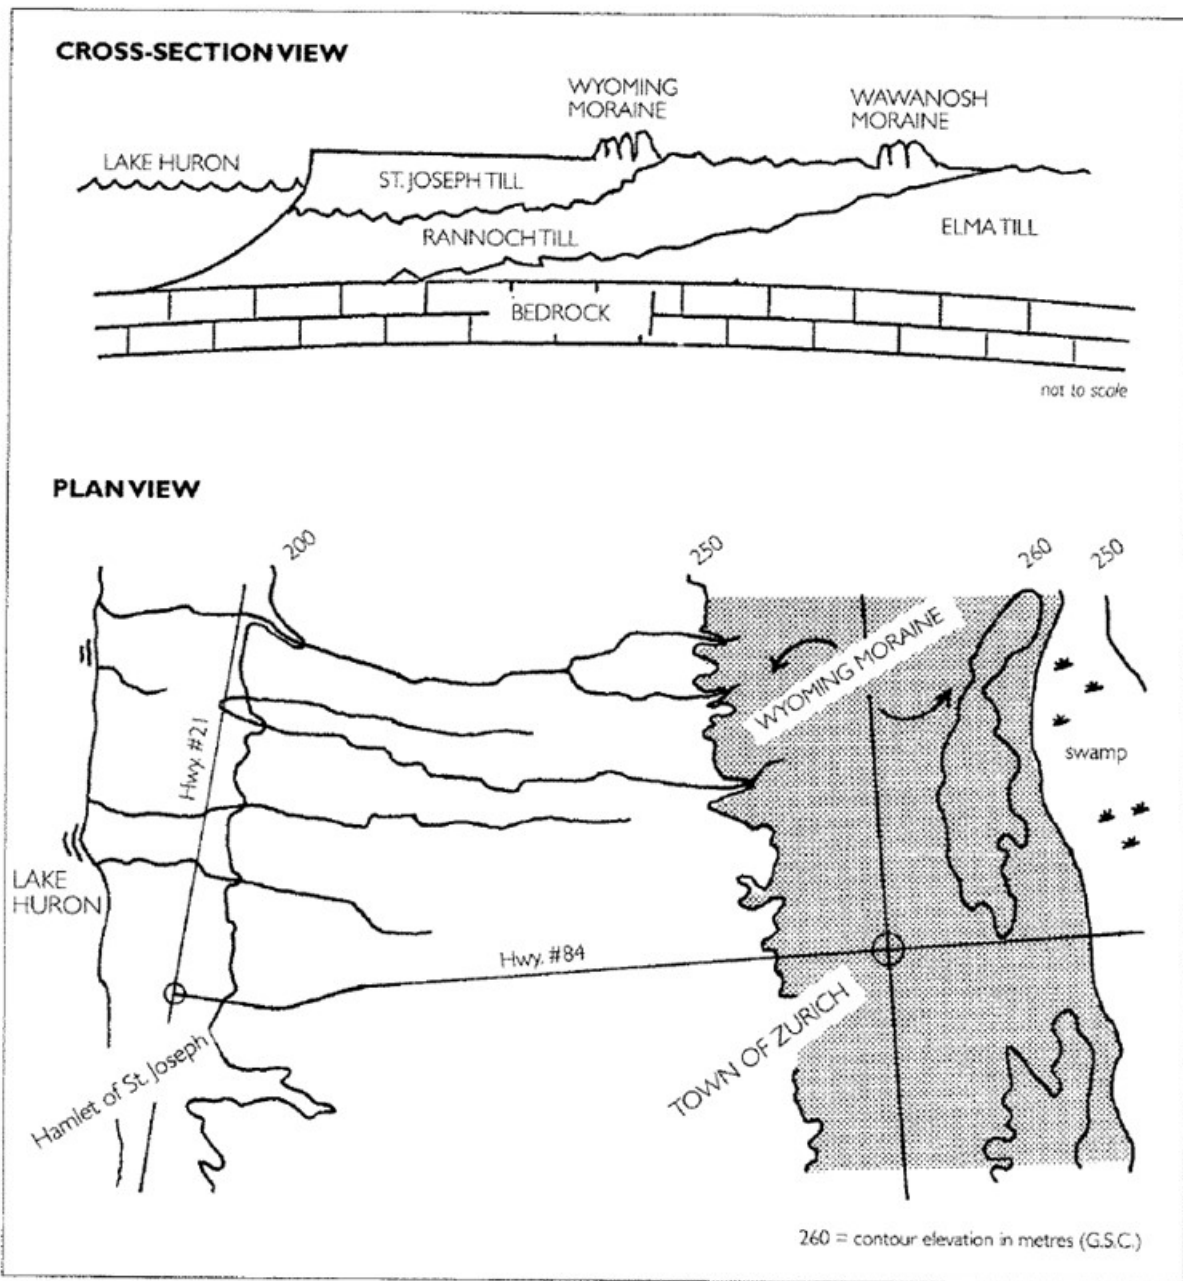 CROSS-SECTION VIEW
WYOMING
MORAINE
WAWANOSH
MORAINE
LAKE HURON
ST. JOSEPH TILL
RANNOCH TILL
ELMA TILL
BEDROCK
not to scale
PLAN VIEW
200
250
260
250
WYOMING MORAINE
Hwy. #21
swamp
LAKE
HURON
Hwy. #84
TOWN OF ZURICH
Hamlet of St. Joseph
260 = contour elevation in metres (G.S.C.)